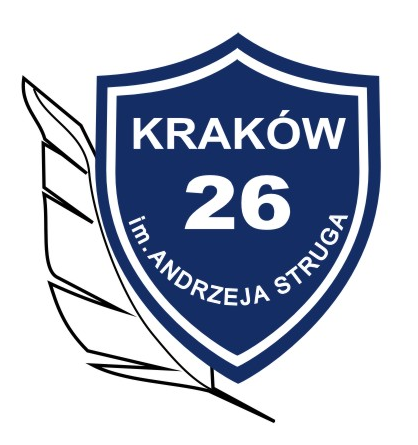 KRAKÓW
26
im. ANDRZEJA STRUGA